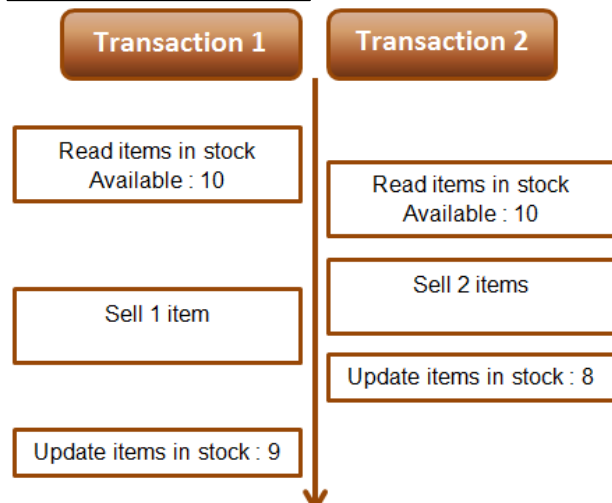 Transaction 1
Transaction 2
Read items in stock
Available : 10
Read items in stock
Available : 10
Sell 2 items
Sell 1 item
Update items in stock : 8
Update items in stock : 9